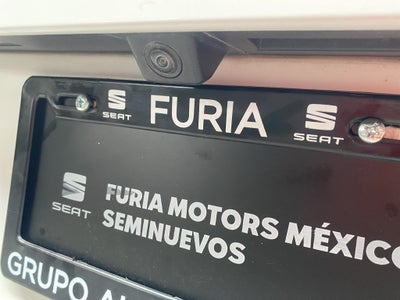 SEAT FURIA SEAT
SEAT FURIA MOTORS MÉXICO
SEMINUEVOS
GRUPO